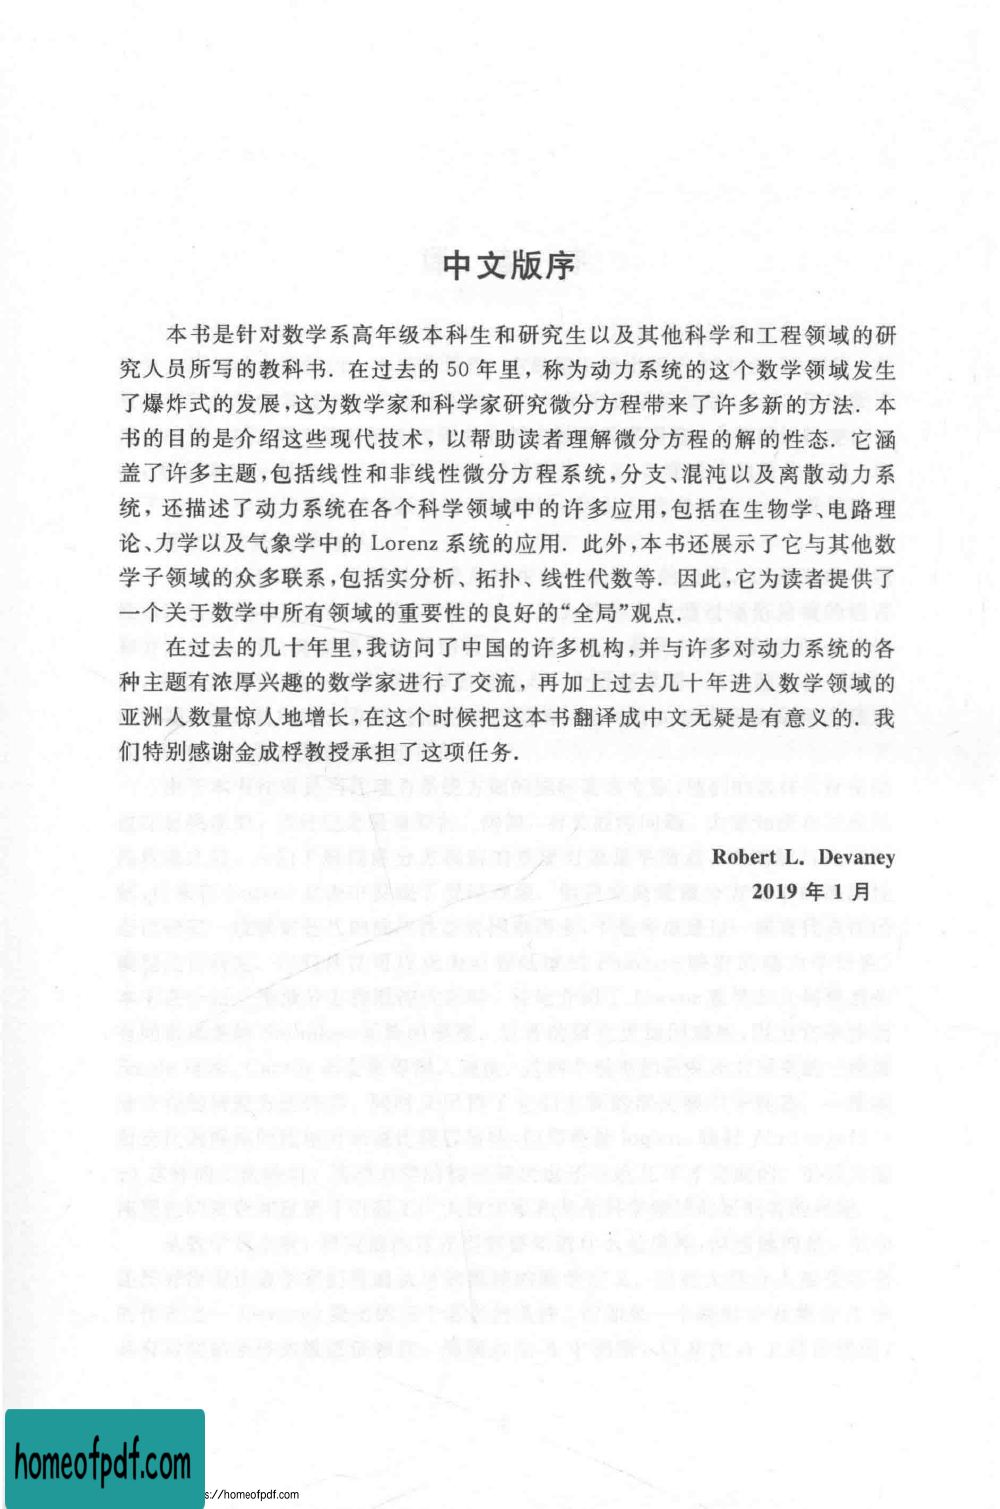 中文版序
本书是针对数学系高年级本科生和研究生以及其他科学和工程领域的研
究人员所写的教科书. 在过去的 50 年里, 称为动力系统的这个数学领域发生
了爆炸式的发展,这为数学家和科学家研究微分方程带来了许多新的方法. 本
书的目的是介绍这些现代技术, 以帮助读者理解微分方程的解的性态. 它涵
盖了许多主题,包括线性和非线性微分方程系统,分支、混沌以及离散动力系
统, 还描述了动力系统在各个科学领域中的许多应用,包括在生物学、电路理
论、力学以及气象学中的 Lorenz 系统的应用. 此外,本书还展示了它与其他数
学子领域的众多联系,包括实分析、拓扑、线性代数等. 因此,它为读者提供了
一个关于数学中所有领域的重要性的良好的“全局”观点.
在过去的几十年里,我访问了中国的许多机构,并与许多对动力系统的各
种主题有浓厚兴趣的数学家进行了交流, 再加上过去几十年进入数学领域的
亚洲人数量惊人地增长,在这个时候把这本书翻译成中文无疑是有意义的. 我
们特别感谢金成桴教授承担了这项任务.
Robert L. Devaney
2019 年 1 月
homeofpdf.com
s://homeofpdf.com